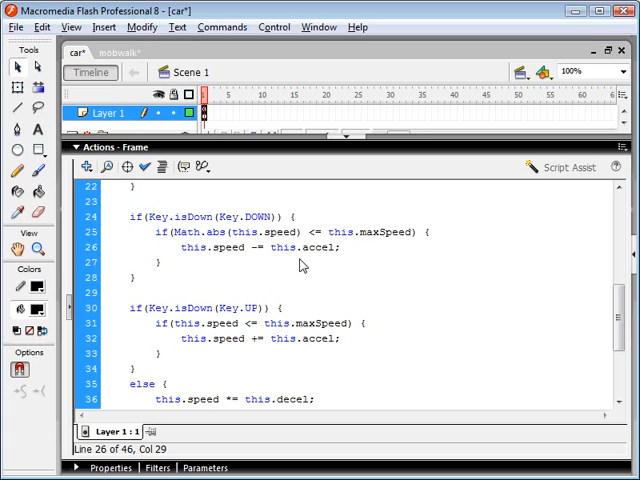 Macromedia Flash Professional 8 - [car*]
File Edit View Insert Modify Text Commands Control Window Help
Tools
View
Colors
Options
car* mobwalk*
Timeline Scene 1 100%
1 5 10 15 20 25 30 35 40 45 50 55 60 6
Layer 1
Actions - Frame
Script Assist
22 }
23
24 if(Key.isDown(Key.DOWN)) {
25 if(Math.abs(this.speed) <= this.maxSpeed) {
26 this.speed -= this.accel;
27 }
28 }
29
30 if(Key.isDown(Key.UP)) {
31 if(this.speed <= this.maxSpeed) {
32 this.speed += this.accel;
33 }
34 }
35 else {
36 this.speed *= this.decel;
Layer 1 : 1
Line 26 of 46, Col 29
Properties Filters Parameters